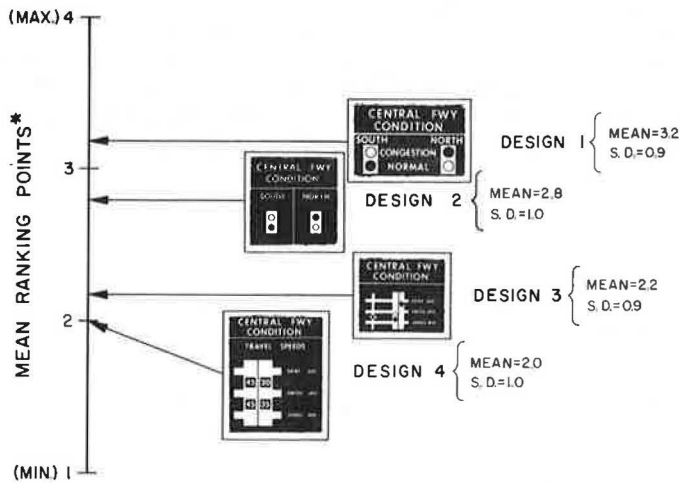 (MAX.) 4
3
2
(MIN.) 1
MEAN RANKING POINTS*
CENTRAL FWY
CONDITION
SOUTH NORTH
CONGESTION
NORMAL
DESIGN 1
MEAN=3.2
S. D.=0.9
CENTRAL FWY
CONDITION
SOUTH NORTH
DESIGN 2
MEAN=2.8
S. D.=1.0
CENTRAL FWY
CONDITION
DESIGN 3
MEAN=2.2
S. D.=0.9
CENTRAL FWY
CONDITION
TRAVEL SPEEDS
DESIGN 4
MEAN=2.0
S. D.=1.0